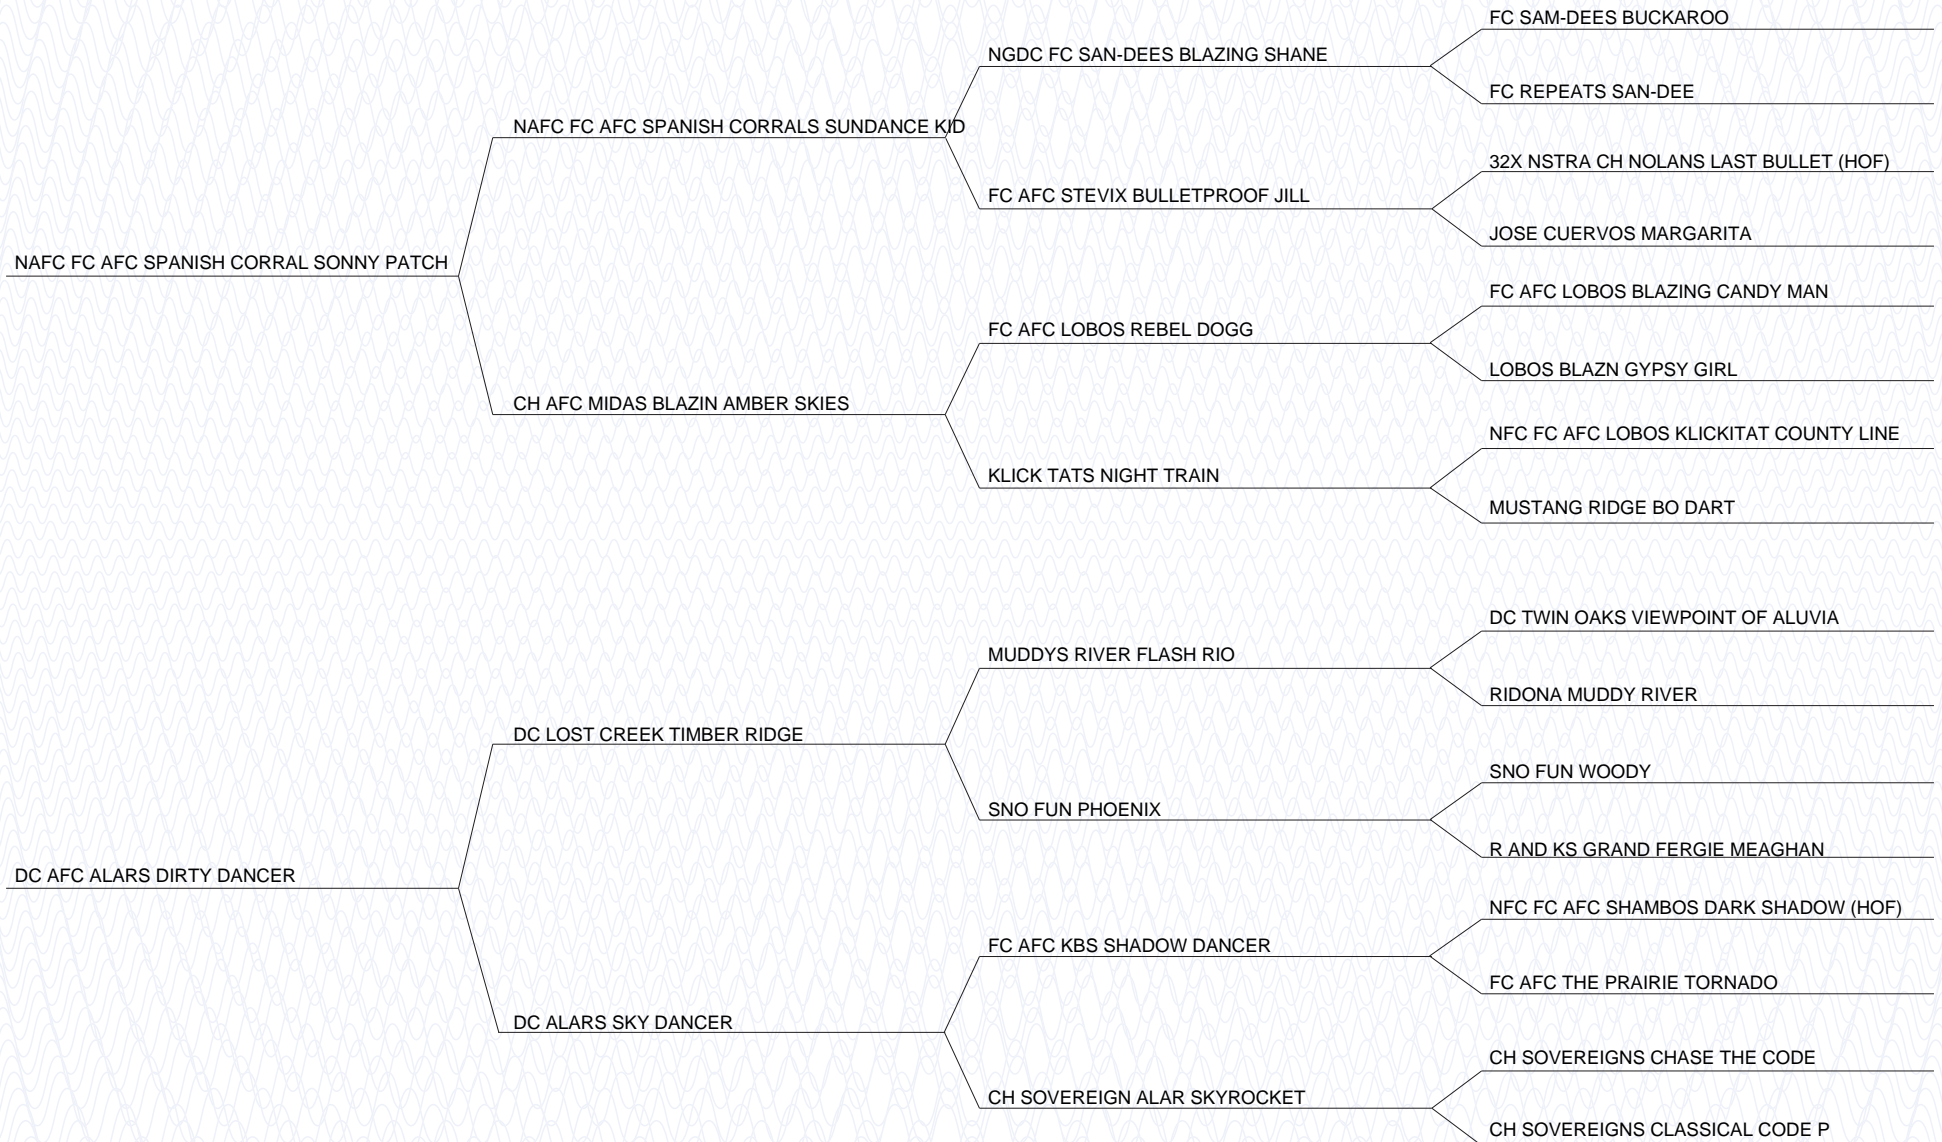 FC SAM-DEES BUCKAROO
NGDC FC SAN-DEES BLAZING SHANE
FC REPEATS SAN-DEE
NAFC FC AFC SPANISH CORRALS SUNDANCE KID
32X NSTRA CH NOLANS LAST BULLET (HOF)
FC AFC STEVIX BULLETPROOF JILL
JOSE CUERVOS MARGARITA
NAFC FC AFC SPANISH CORRAL SONNY PATCH
FC AFC LOBOS BLAZING CANDY MAN
FC AFC LOBOS REBEL DOGG
LOBOS BLAZN GYPSY GIRL
CH AFC MIDAS BLAZIN AMBER SKIES
NFC FC AFC LOBOS KLICKITAT COUNTY LINE
KLICK TATS NIGHT TRAIN
MUSTANG RIDGE BO DART
DC TWIN OAKS VIEWPOINT OF ALUVIA
MUDDYS RIVER FLASH RIO
RIDONA MUDDY RIVER
DC LOST CREEK TIMBER RIDGE
SNO FUN WOODY
SNO FUN PHOENIX
R AND KS GRAND FERGIE MEAGHAN
DC AFC ALARS DIRTY DANCER
NFC FC AFC SHAMBOS DARK SHADOW (HOF)
FC AFC KBS SHADOW DANCER
FC AFC THE PRAIRIE TORNADO
DC ALARS SKY DANCER
CH SOVEREIGNS CHASE THE CODE
CH SOVEREIGN ALAR SKYROCKET
CH SOVEREIGNS CLASSICAL CODE P